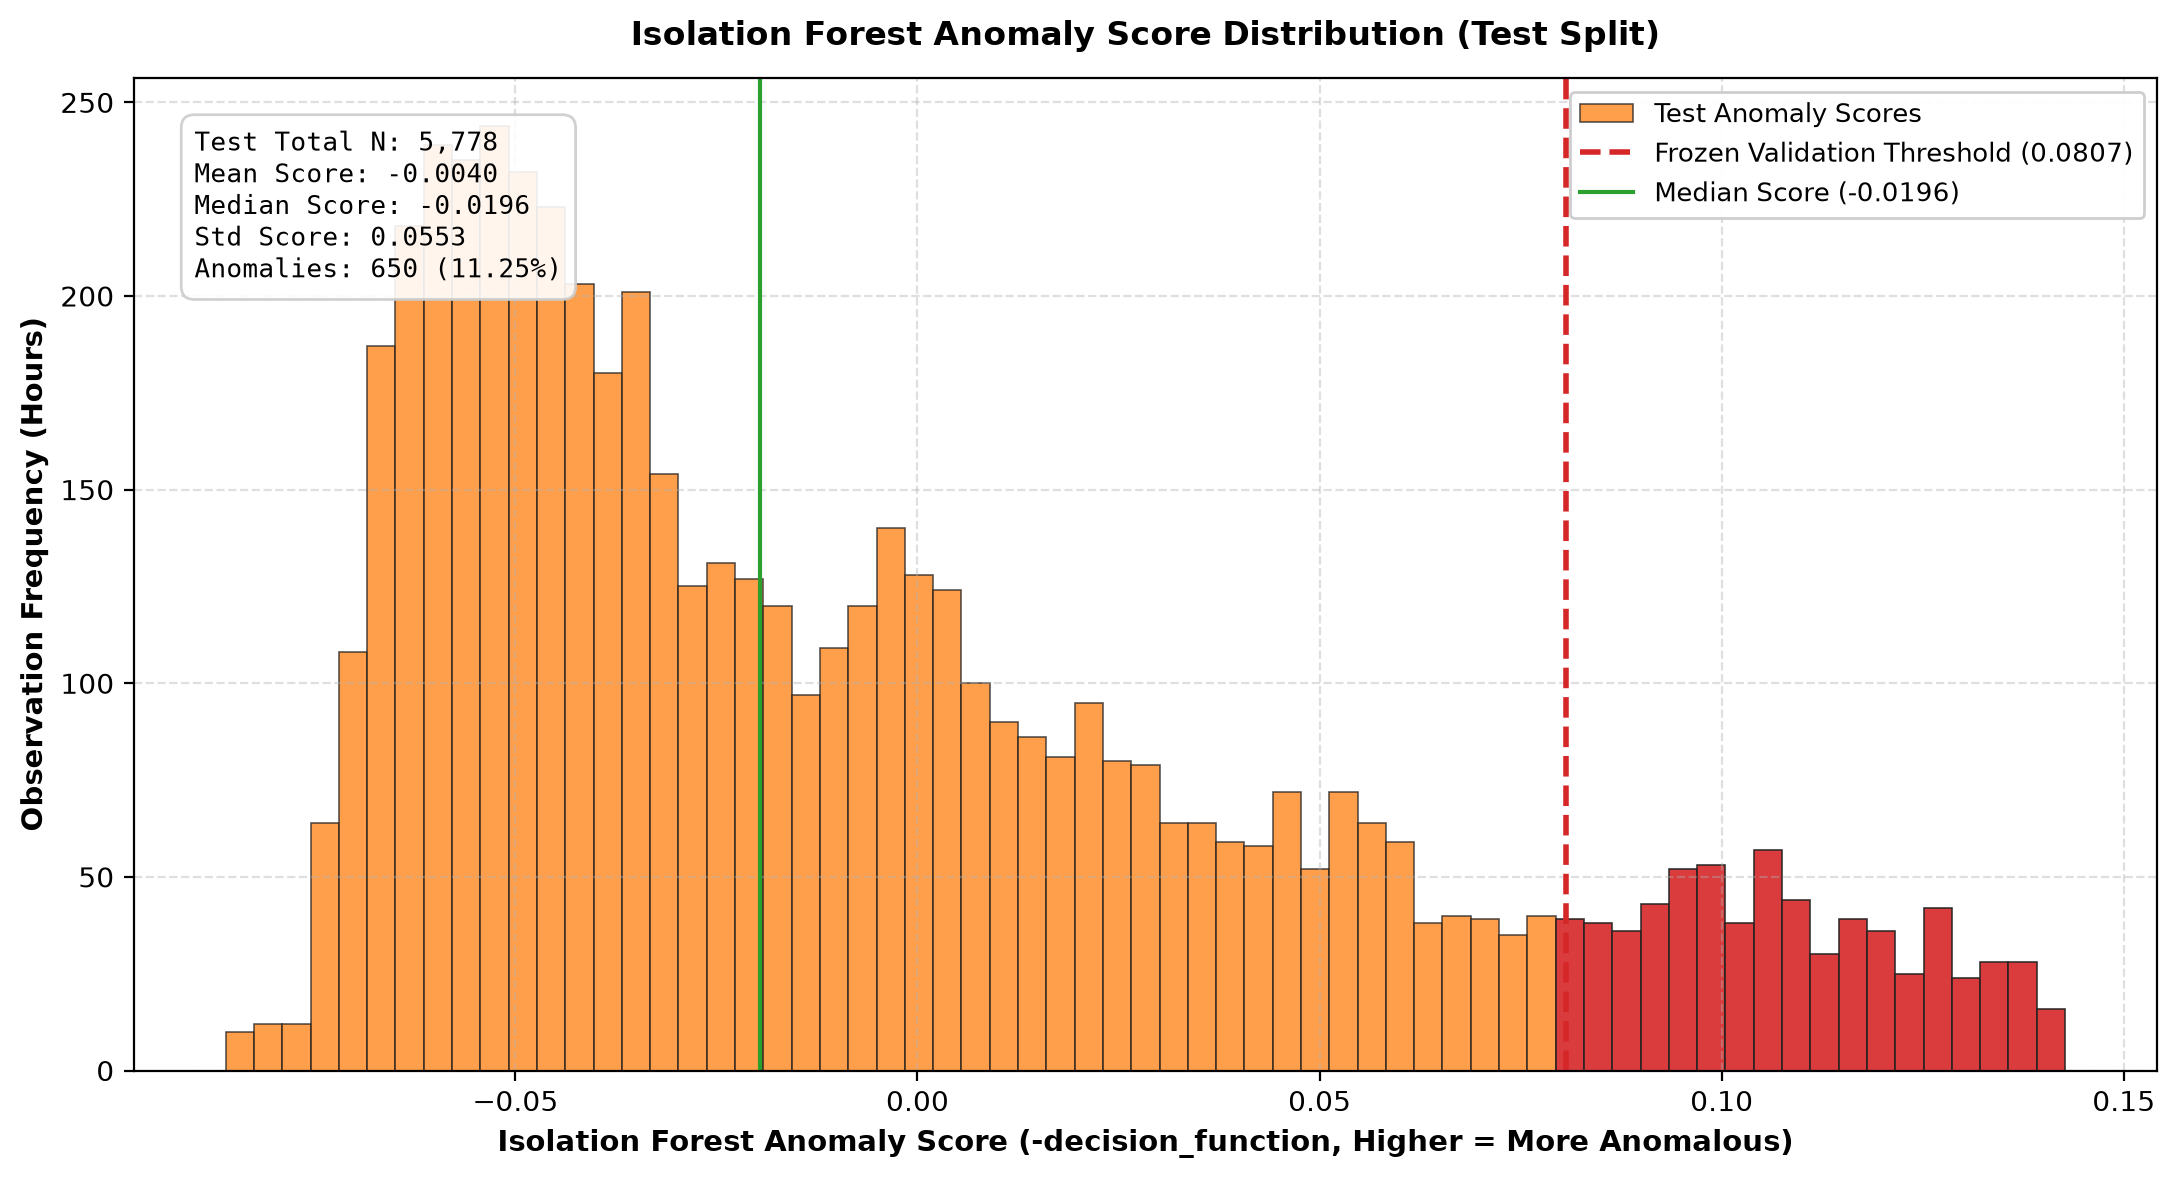 Isolation Forest Anomaly Score Distribution (Test Split)
Test Total N: 5,778
Mean Score: -0.0040
Median Score: -0.0196
Std Score: 0.0553
Anomalies: 650 (11.25%)
Test Anomaly Scores
Frozen Validation Threshold (0.0807)
Median Score (-0.0196)
Observation Frequency (Hours)
250
200
150
100
50
0
−0.05 0.00 0.05 0.10 0.15
Isolation Forest Anomaly Score (-decision_function, Higher = More Anomalous)